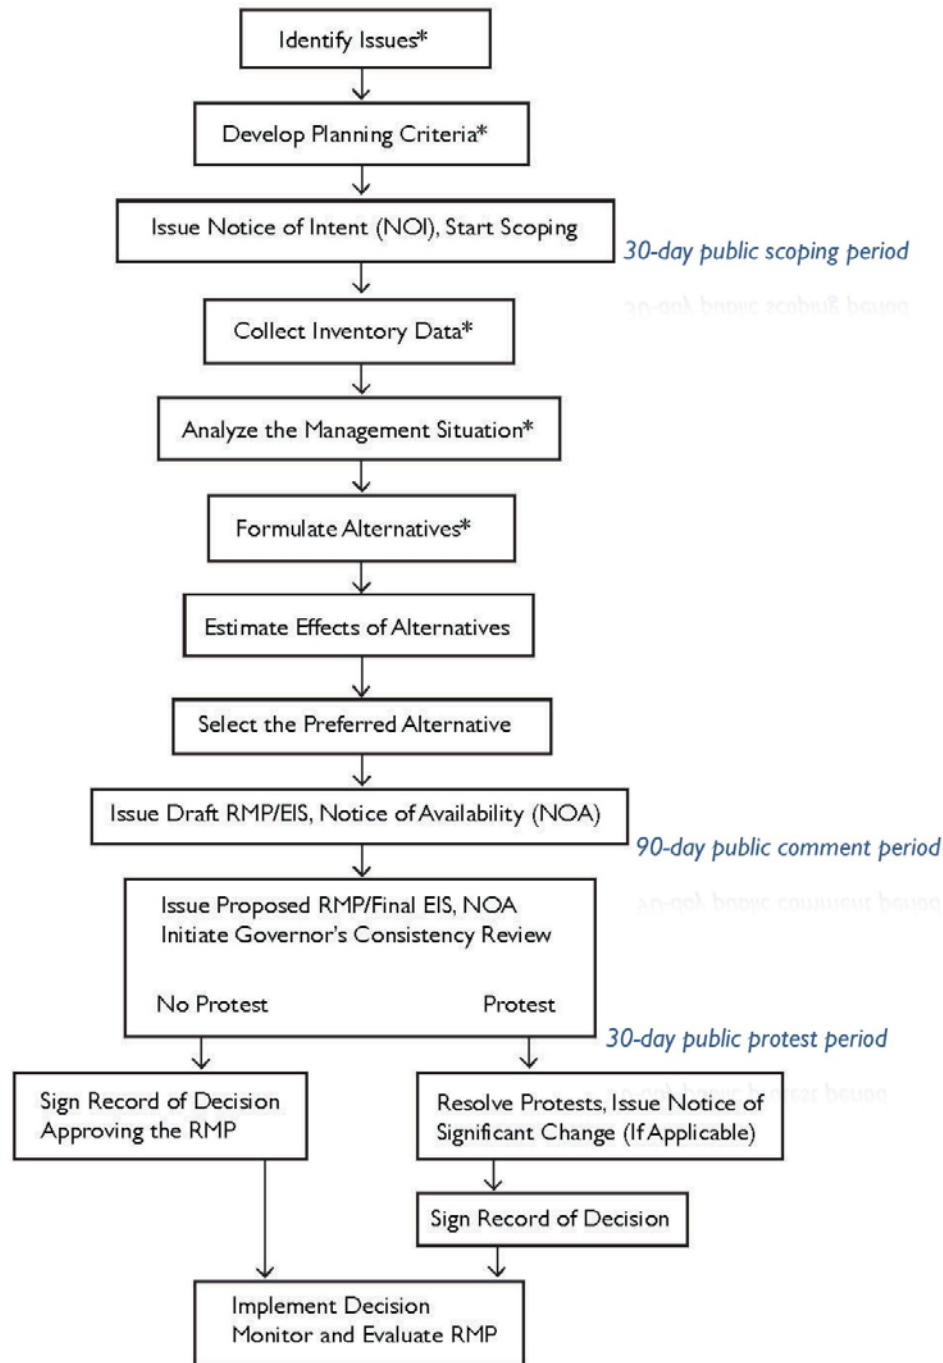 Identify Issues*
Develop Planning Criteria*
Issue Notice of Intent (NOI), Start Scoping
30-day public scoping period
Collect Inventory Data*
Analyze the Management Situation*
Formulate Alternatives*
Estimate Effects of Alternatives
Select the Preferred Alternative
Issue Draft RMP/EIS, Notice of Availability (NOA)
90-day public comment period
Issue Proposed RMP/Final EIS, NOA
Initiate Governor's Consistency Review
No Protest
Protest
30-day public protest period
Sign Record of Decision
Approving the RMP
Resolve Protests, Issue Notice of
Significant Change (If Applicable)
Sign Record of Decision
Implement Decision
Monitor and Evaluate RMP